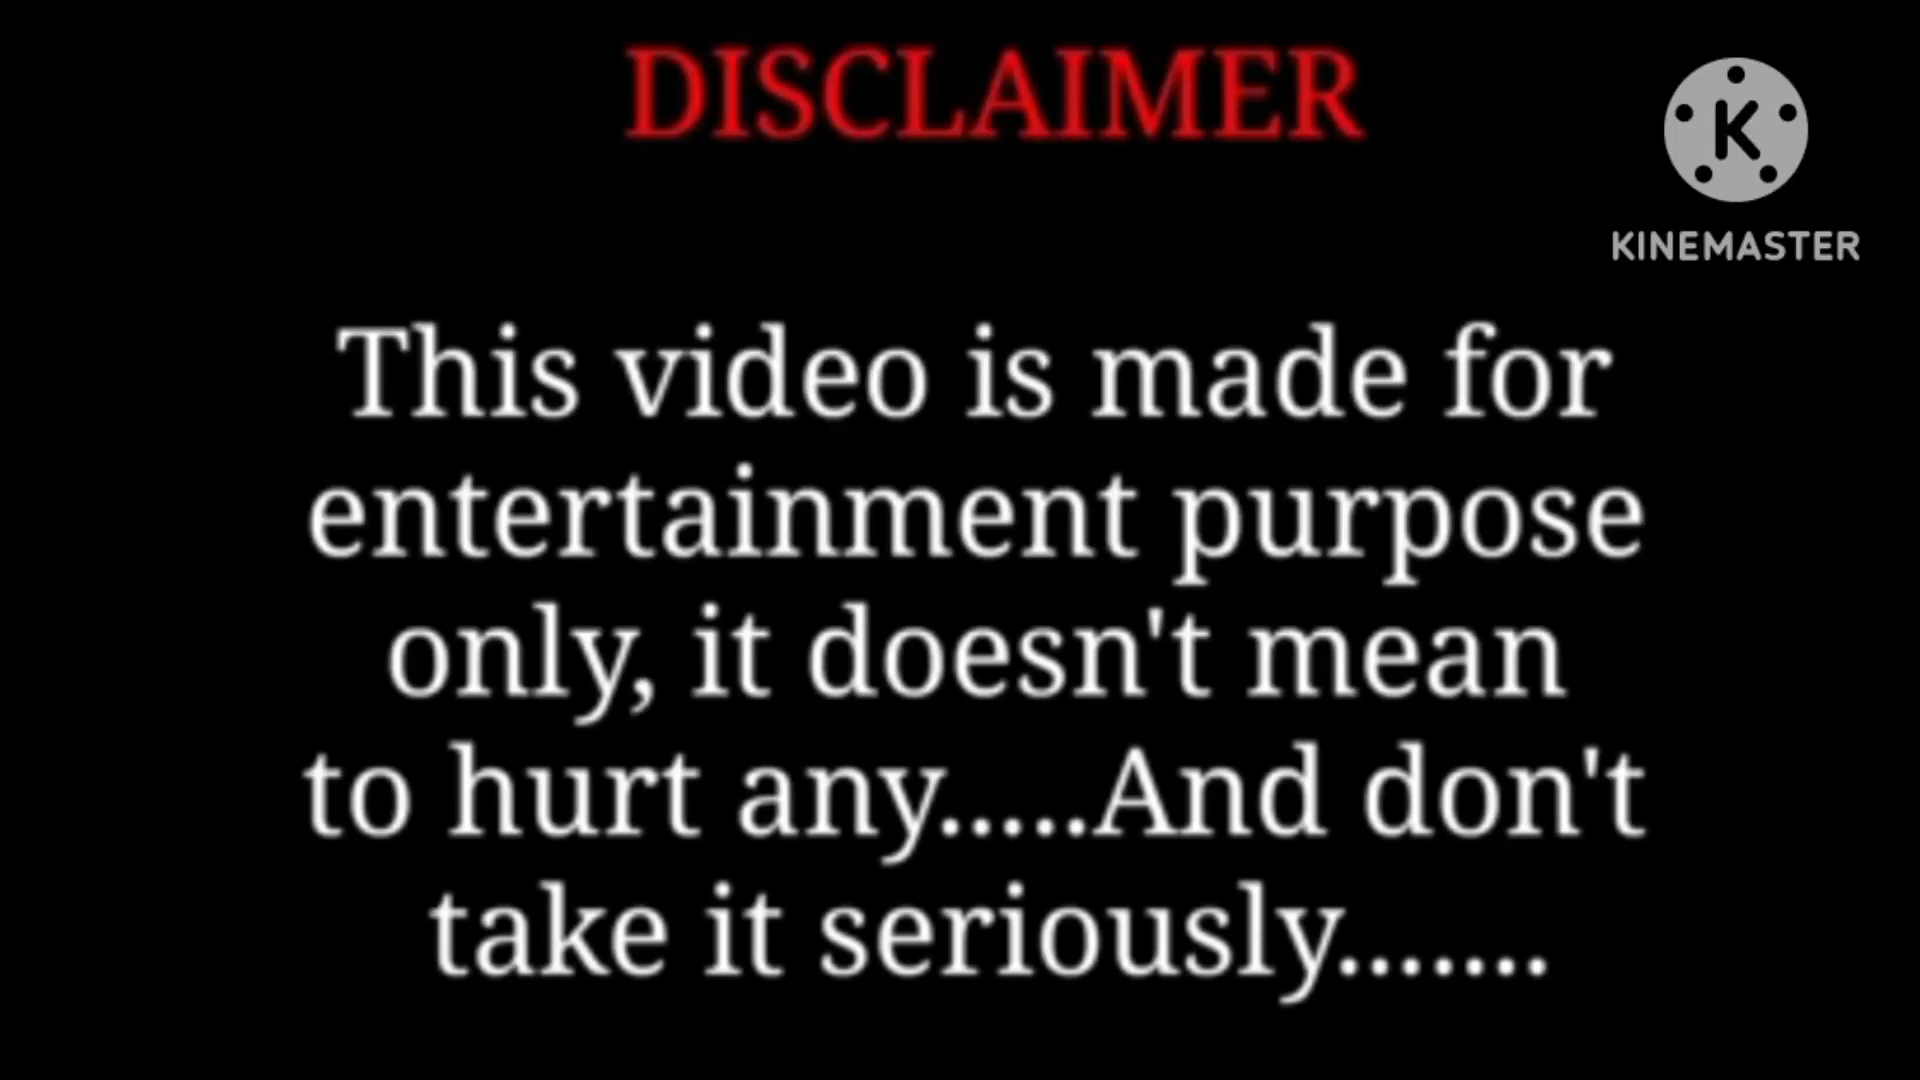 DISCLAIMER
K
KINEMASTER
This video is made for
entertainment purpose
only, it doesn't mean
to hurt any.....And don't
take it seriously.......